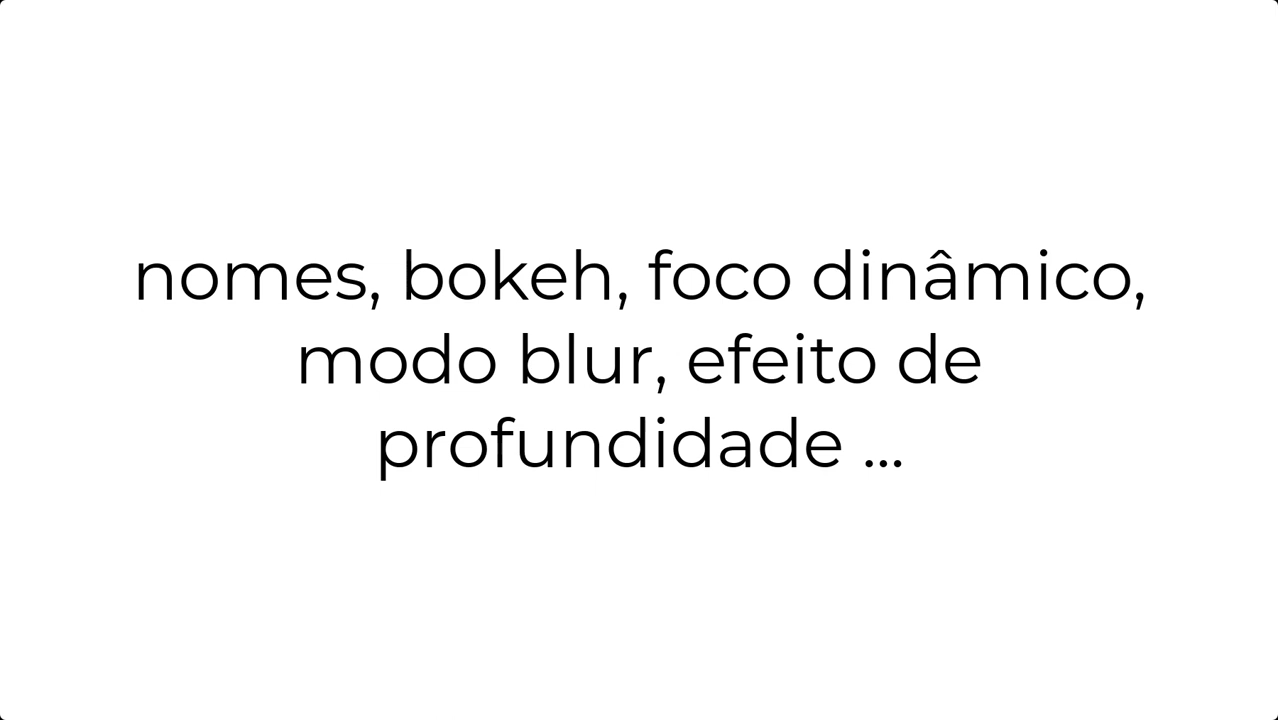 nomes, bokeh, foco dinâmico,
modo blur, efeito de
profundidade ...